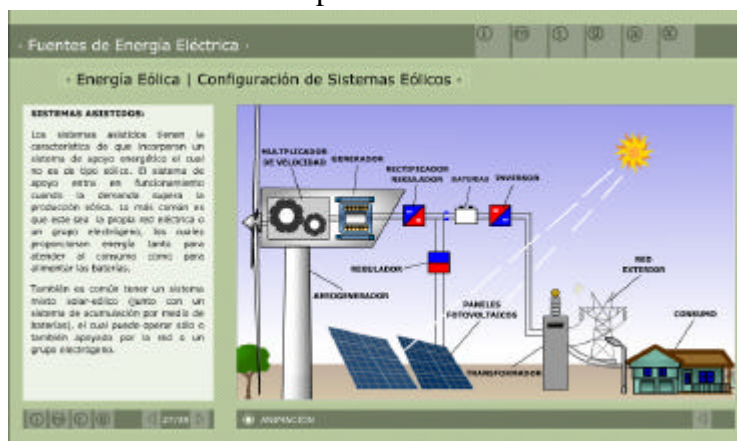 · Fuentes de Energía Eléctrica ·
· Energía Eólica | Configuración de Sistemas Eólicos ·
SISTEMAS ASISTIDOS:
Los sistemas asistidos tienen la
característica de que incorporan un
sistema de apoyo energético el cual
no es de tipo eólico. El sistema de
apoyo entra en funcionamiento
cuando la demanda supera la
producción eólica. Lo más común es
que este sea la propia red eléctrica o
un grupo electrógeno, los cuales
proporcionan energía tanto para
atender al consumo como para
alimentar las baterías.
También es común tener un sistema
mixto solar-eólico (junto con un
sistema de acumulación por medio de
baterías), el cual puede operar sólo o
también apoyado por la red o un
grupo electrógeno.
MULTIPLICADOR
DE VELOCIDAD
GENERADOR
RECTIFICADOR
REGULADOR
BATERIAS
INVERSOR
REGULADOR
AEROGENERADOR
PANELES
FOTOVOLTAICOS
RED
EXTERIOR
CONSUMO
TRANSFORMADOR
ANIMACIÓN